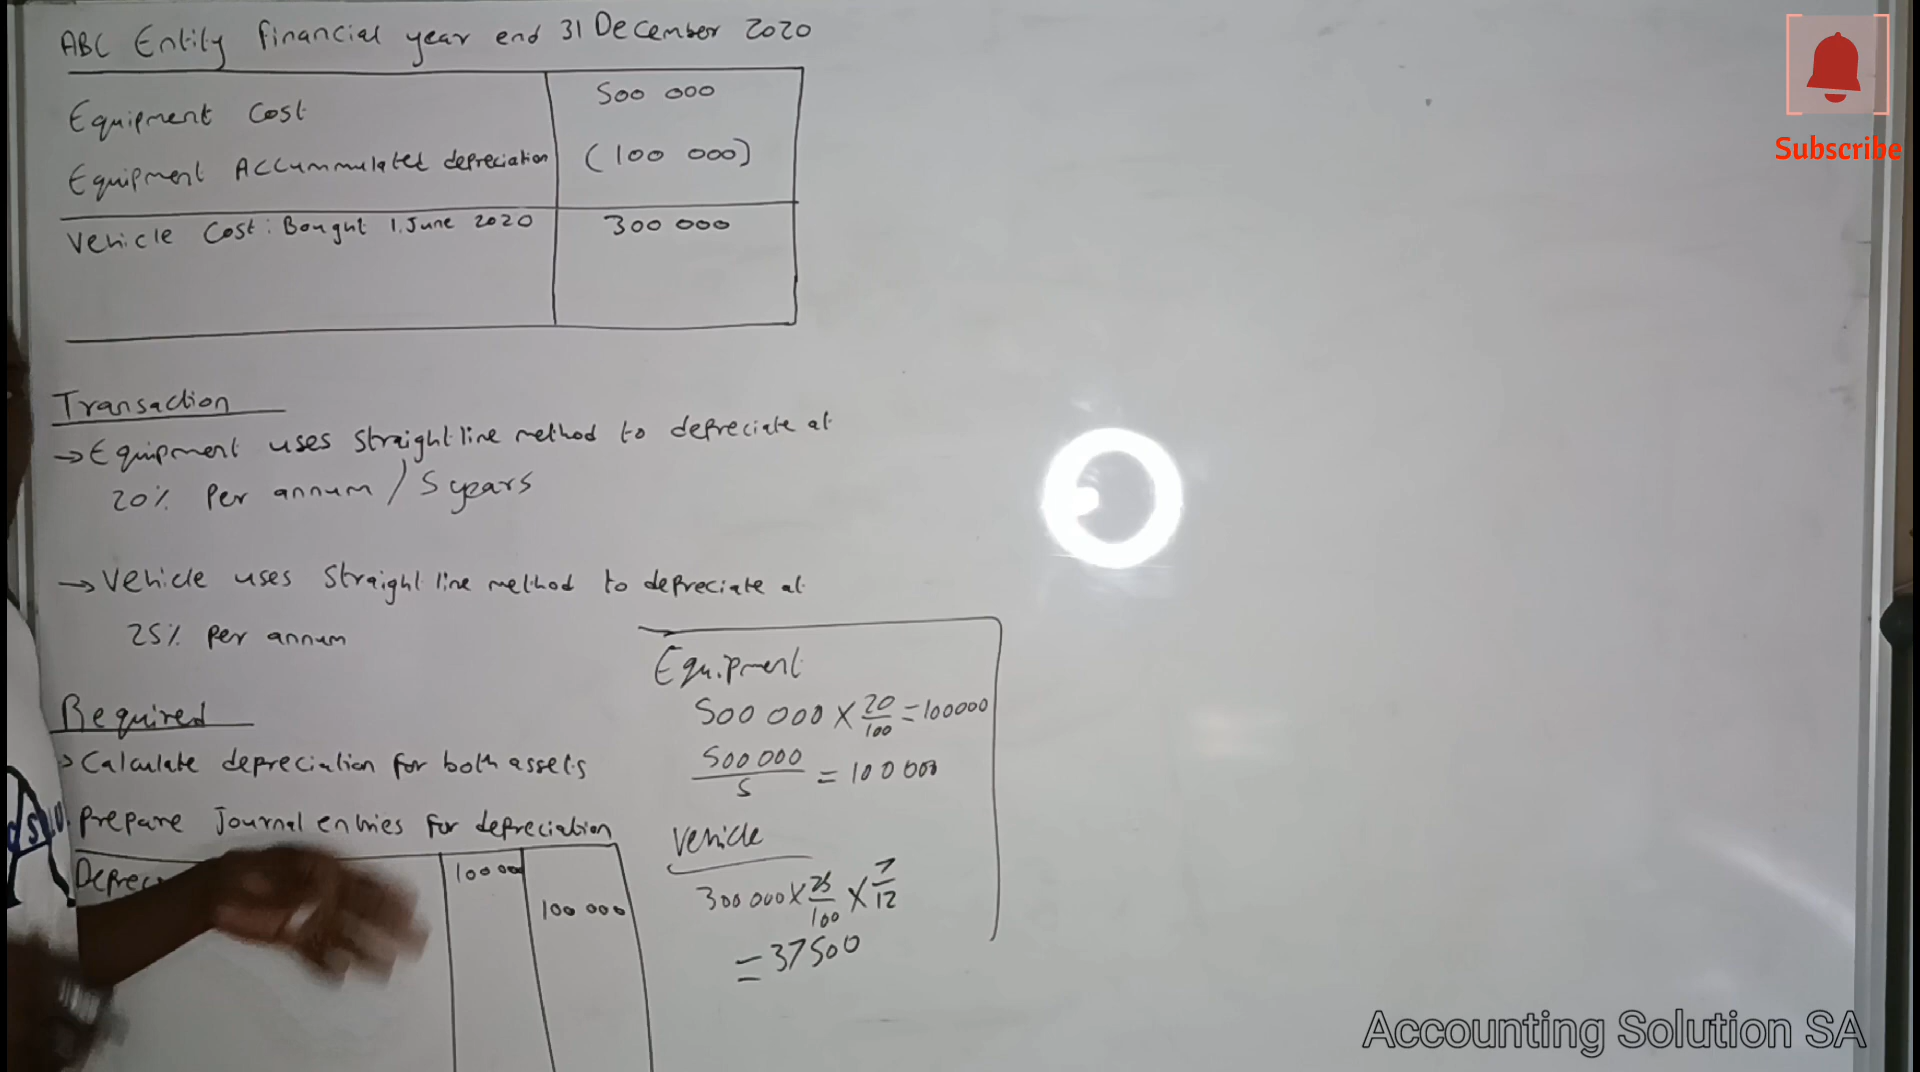 ABC Entity financial year end 31 December 2020
Equipment Cost 500 000
Equipment Accummulated depreciation (100 000)
Vehicle Cost: Bought 1 June 2020 300 000
Transaction
→ Equipment uses straight line method to depreciate at
20% Per annum / 5 years
→ Vehicle uses straight line method to depreciate at
25% per annum
Required
> Calculate depreciation for both assets
Prepare Journal entries for depreciation
100 000
100 000
Equipment
500 000 × 20/100 = 100000
500 000/5 = 100 000
Vehicle
300 000 × 25/100 × 7/12
= 37500
Subscribe
Accounting Solution SA